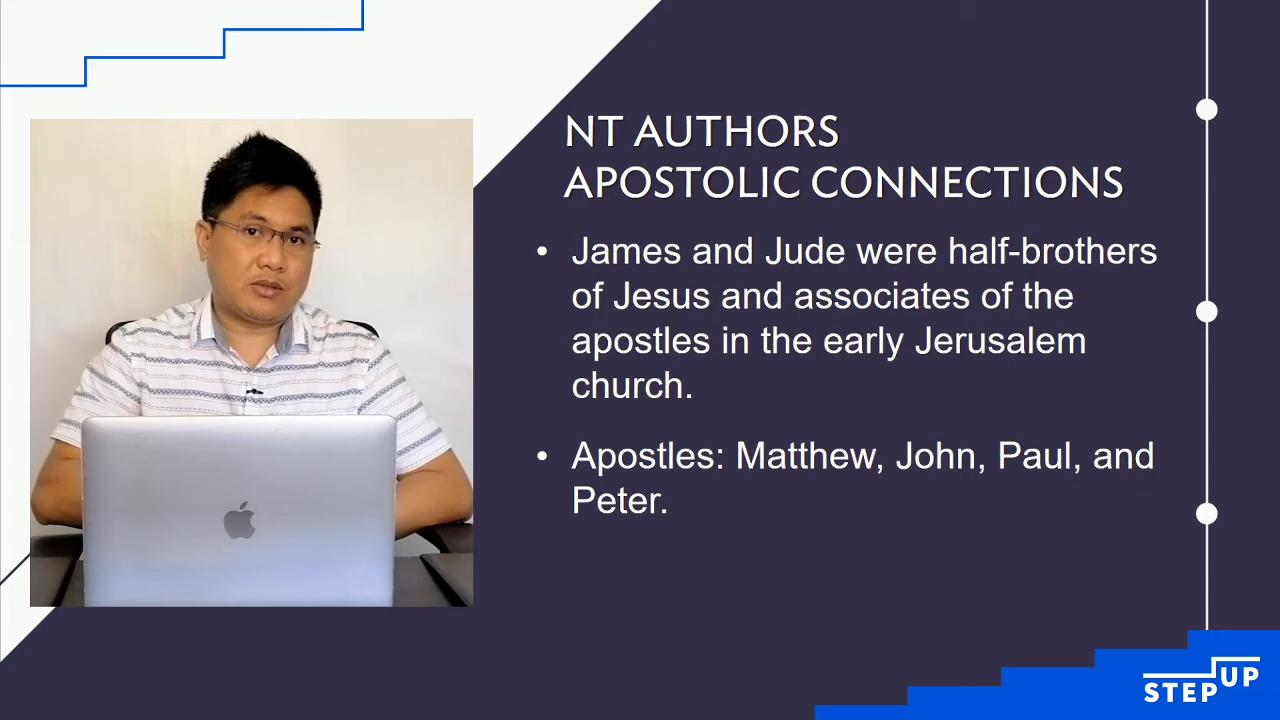 NT AUTHORS
APOSTOLIC CONNECTIONS
• James and Jude were half-brothers
of Jesus and associates of the
apostles in the early Jerusalem
church.
• Apostles: Matthew, John, Paul, and
Peter.
STEP UP